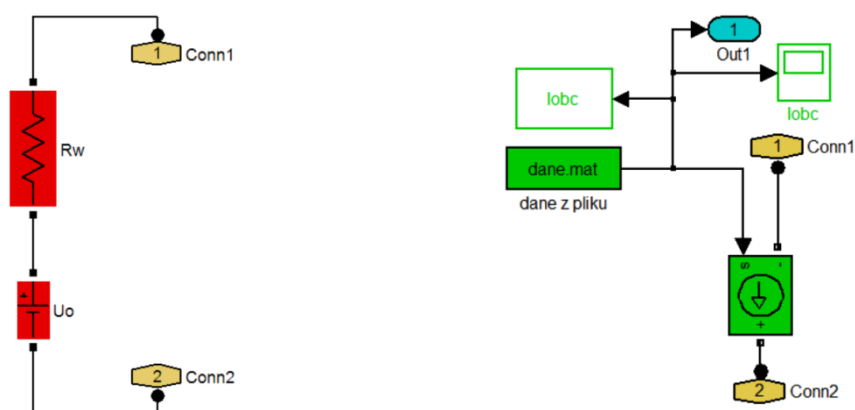 1
Conn1
Rw
Uo
2
Conn2
1
Out1
Iobc
Iobc
1
Conn1
dane.mat
dane z pliku
s
-
+
2
Conn2